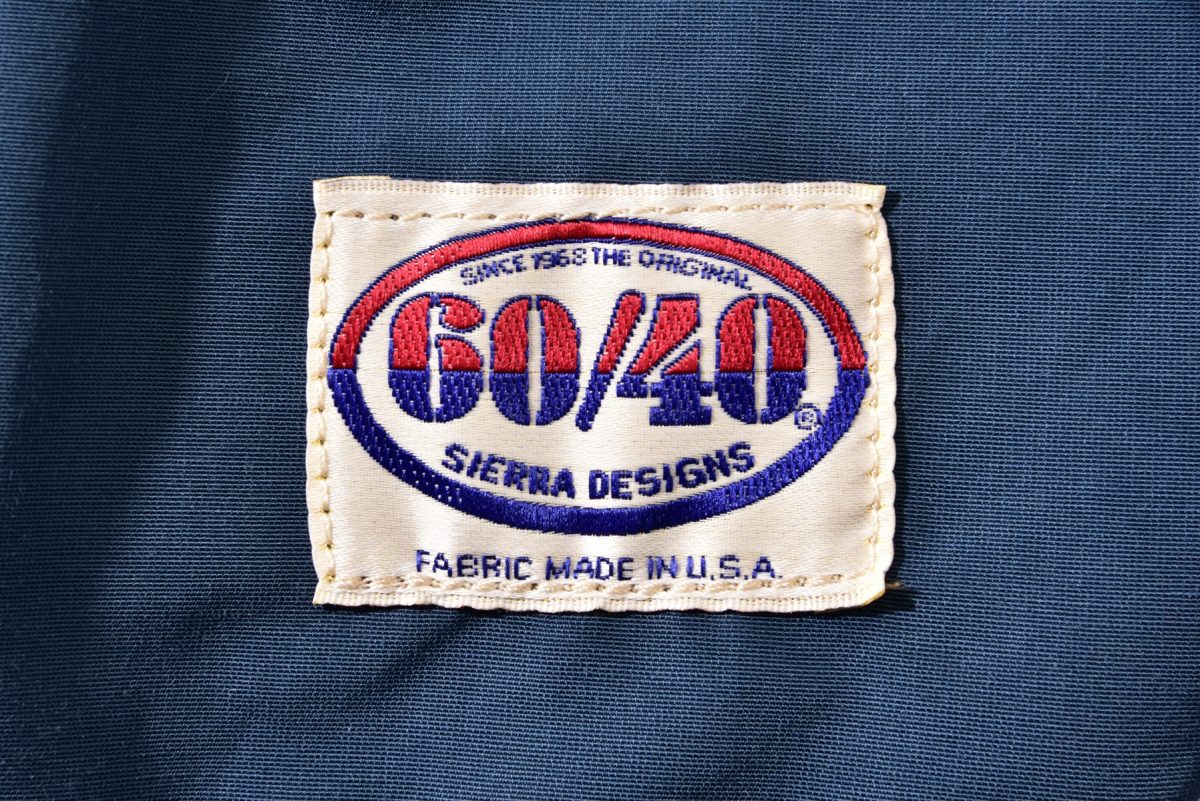 SINCE 1968 THE ORIGINAL
60/40®
SIERRA DESIGNS
FABRIC MADE IN U.S.A.